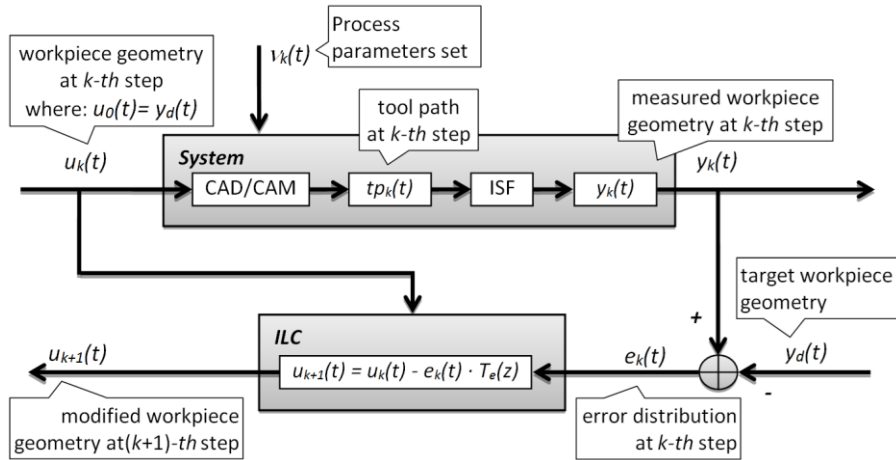 workpiece geometry
at k-th step
where: u0(t)= yd(t)
νk(t)
Process
parameters set
tool path
at k-th step
measured workpiece
geometry at k-th step
uk(t)
System
yk(t)
CAD/CAM
tpk(t)
ISF
yk(t)
target workpiece
geometry
+
ILC
uk+1(t)
uk+1(t) = uk(t) - ek(t) · Te(z)
ek(t)
yd(t)
-
modified workpiece
geometry at(k+1)-th step
error distribution
at k-th step